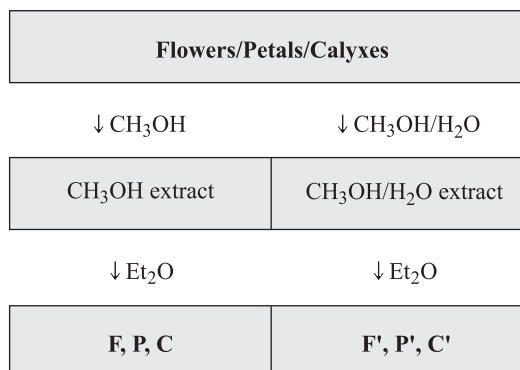 Flowers/Petals/Calyxes
↓ CH₃OH ↓ CH₃OH/H₂O
CH₃OH extract CH₃OH/H₂O extract
↓ Et₂O ↓ Et₂O
F, P, C F', P', C'